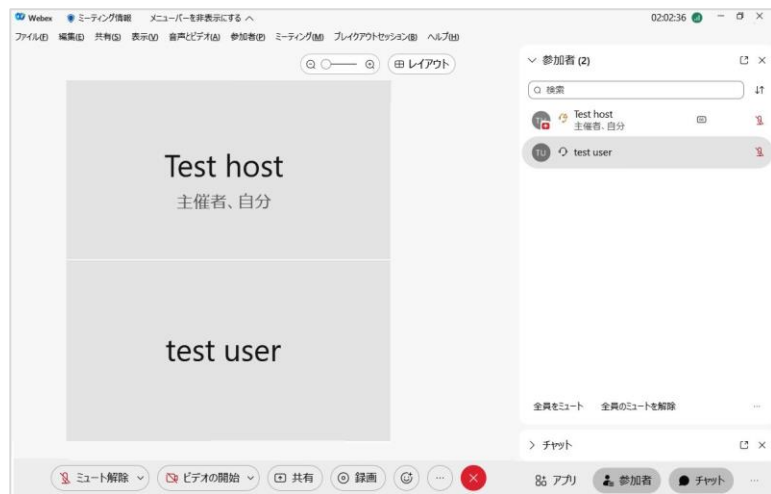 Webex ミーティング情報 メニューバーを非表示にする 02:02:36
ファイル(F) 編集(E) 共有(S) 表示(V) 音声とビデオ(A) 参加者(P) ミーティング(M) ブレイクアウトセッション(B) ヘルプ(H)
レイアウト
Test host
主催者、自分
test user
参加者 (2)
検索
Test host
主催者、自分
TU test user
全員をミュート 全員のミュートを解除
チャット
ミュート解除 ビデオの開始 共有 録画
アプリ 参加者 チャット